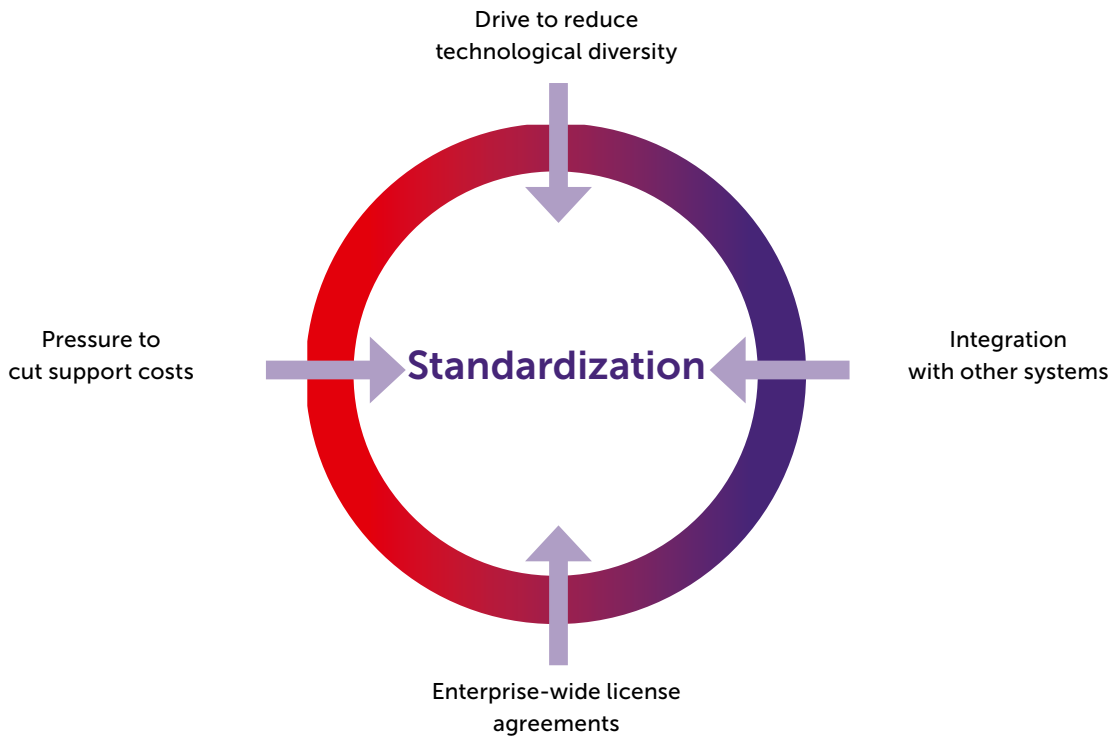 Drive to reduce
technological diversity
Pressure to
cut support costs
Standardization
Integration
with other systems
Enterprise-wide license
agreements